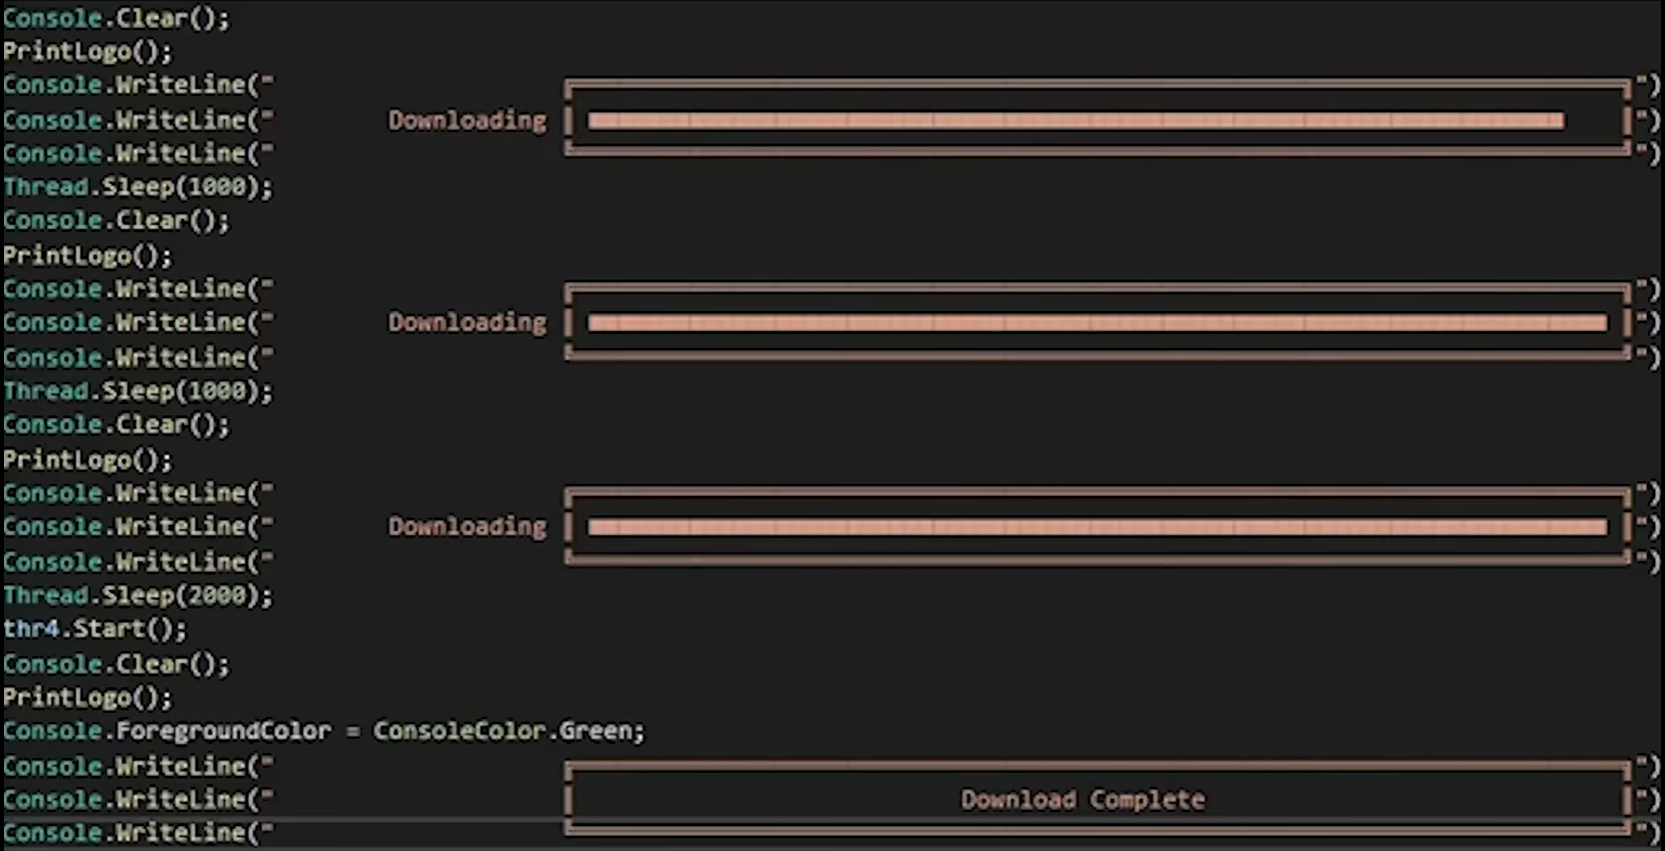 Console.Clear();
PrintLogo();
Console.WriteLine("                    ╔══════════════════════════════════════════════════════════════════════════╗")
Console.WriteLine("        Downloading ║ ████████████████████████████████████████████████████████████████████     ║")
Console.WriteLine("                    ╚══════════════════════════════════════════════════════════════════════════╝")
Thread.Sleep(1000);
Console.Clear();
PrintLogo();
Console.WriteLine("                    ╔══════════════════════════════════════════════════════════════════════════╗")
Console.WriteLine("        Downloading ║ ███████████████████████████████████████████████████████████████████████  ║")
Console.WriteLine("                    ╚══════════════════════════════════════════════════════════════════════════╝")
Thread.Sleep(1000);
Console.Clear();
PrintLogo();
Console.WriteLine("                    ╔══════════════════════════════════════════════════════════════════════════╗")
Console.WriteLine("        Downloading ║ ███████████████████████████████████████████████████████████████████████  ║")
Console.WriteLine("                    ╚══════════════════════════════════════════════════════════════════════════╝")
Thread.Sleep(2000);
thr4.Start();
Console.Clear();
PrintLogo();
Console.ForegroundColor = ConsoleColor.Green;
Console.WriteLine("                    ╔══════════════════════════════════════════════════════════════════════════╗")
Console.WriteLine("                    ║                           Download Complete                              ║")
Console.WriteLine("                    ╚══════════════════════════════════════════════════════════════════════════╝")